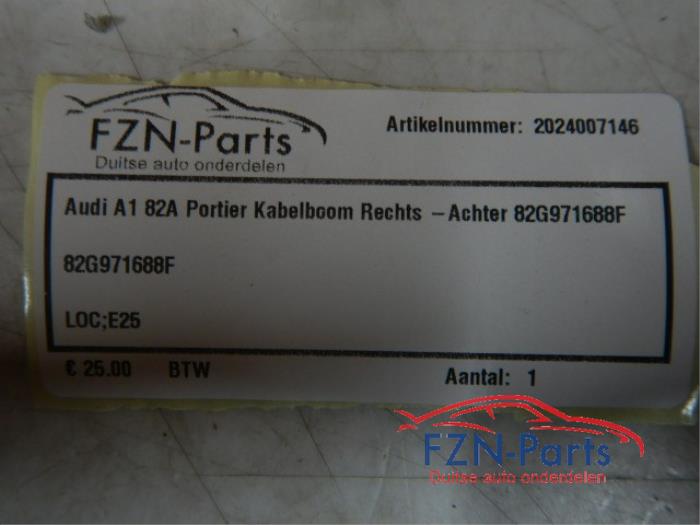 FZN-Parts
Duitse auto onderdelen
Artikelnummer: 2024007146
Audi A1 82A Portier Kabelboom Rechts –Achter 82G971688F
82G971688F
LOC;E25
€ 25.00 BTW
Aantal: 1
FZN-Parts
Duitse auto onderdelen